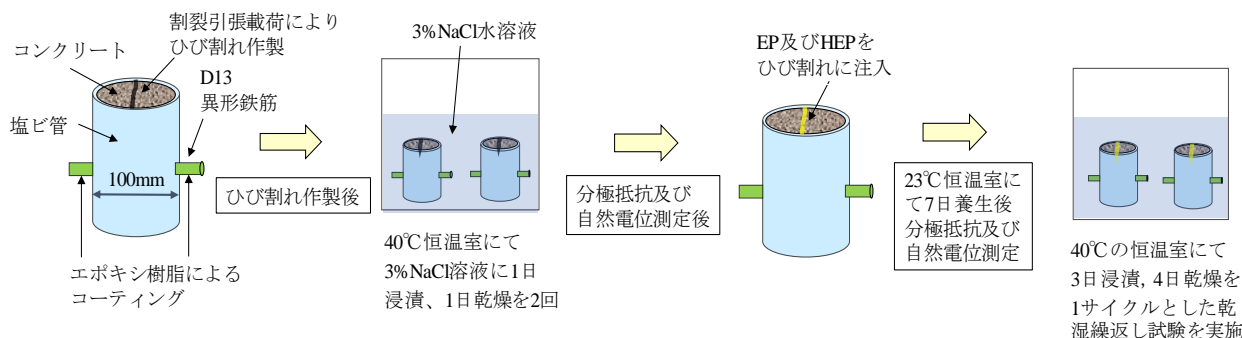 コンクリート
割裂引張載荷により
ひび割れ作製
塩ビ管
D13
異形鉄筋
100mm
エポキシ樹脂による
コーティング
ひび割れ作製後
3%NaCl水溶液
40℃恒温室にて
3%NaCl溶液に1日
浸漬、1日乾燥を2回
分極抵抗及び
自然電位測定後
EP及びHEPを
ひび割れに注入
23℃恒温室に
て7日養生後
分極抵抗及び
自然電位測定
40℃の恒温室にて
3日浸漬, 4日乾燥を
1サイクルとした乾
湿繰返し試験を実施